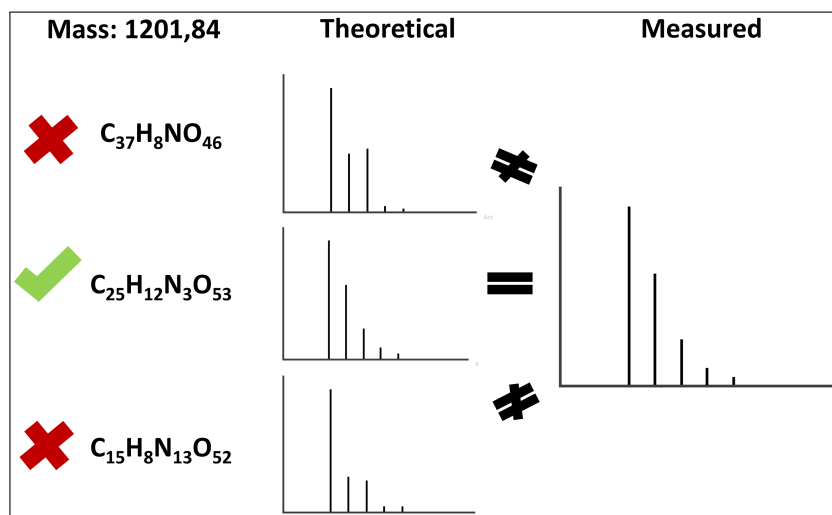 Mass: 1201,84 Theoretical Measured
C₃₇H₈NO₄₆
C₂₅H₁₂N₃O₅₃
C₁₅H₈N₁₃O₅₂